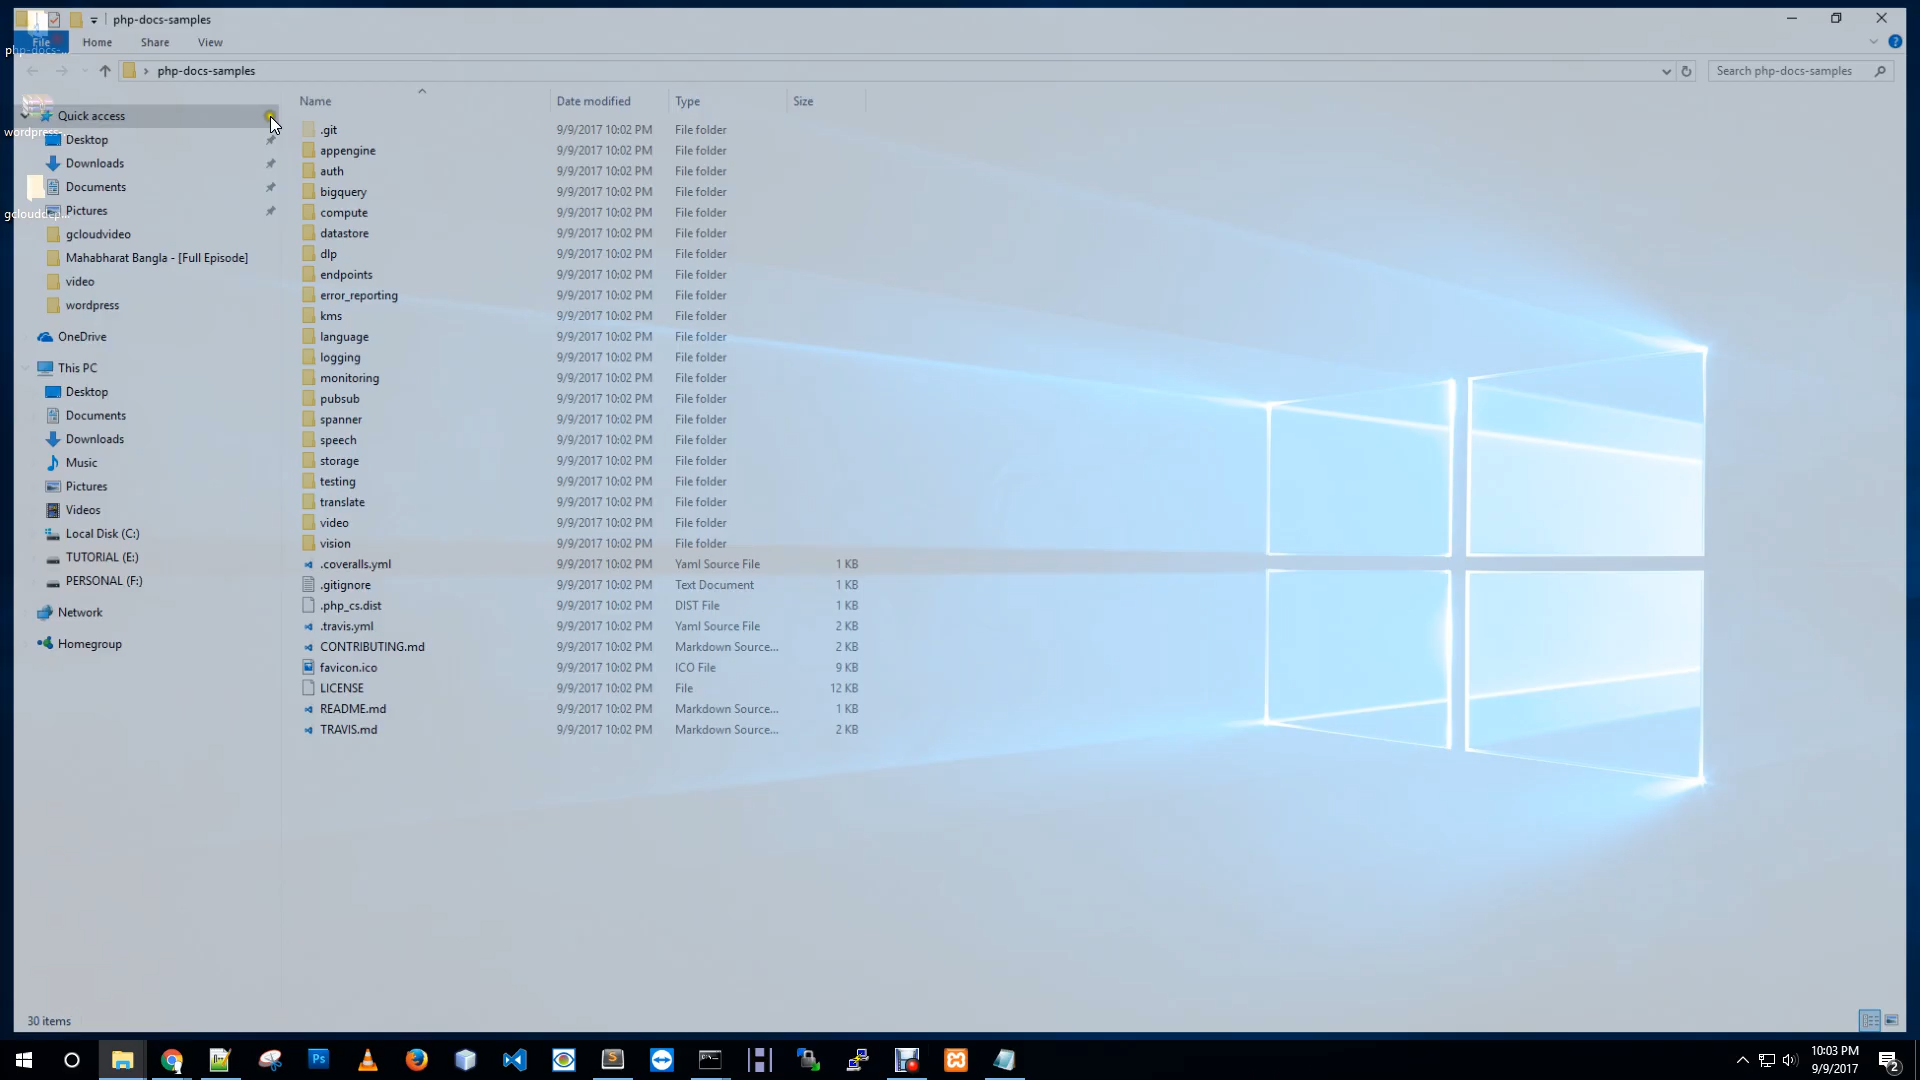 php-docs-samples
File Home Share View
php-docs-samples
Search php-docs-samples
Name Date modified Type Size
Quick access
Desktop
Downloads
Documents
Pictures
gcloudvideo
Mahabharat Bangla - [Full Episode]
video
wordpress
OneDrive
This PC
Desktop
Documents
Downloads
Music
Pictures
Videos
Local Disk (C:)
TUTORIAL (E:)
PERSONAL (F:)
Network
Homegroup
php-docs-...
wordpress-...
gclouddep...
.git 9/9/2017 10:02 PM File folder
appengine 9/9/2017 10:02 PM File folder
auth 9/9/2017 10:02 PM File folder
bigquery 9/9/2017 10:02 PM File folder
compute 9/9/2017 10:02 PM File folder
datastore 9/9/2017 10:02 PM File folder
dlp 9/9/2017 10:02 PM File folder
endpoints 9/9/2017 10:02 PM File folder
error_reporting 9/9/2017 10:02 PM File folder
kms 9/9/2017 10:02 PM File folder
language 9/9/2017 10:02 PM File folder
logging 9/9/2017 10:02 PM File folder
monitoring 9/9/2017 10:02 PM File folder
pubsub 9/9/2017 10:02 PM File folder
spanner 9/9/2017 10:02 PM File folder
speech 9/9/2017 10:02 PM File folder
storage 9/9/2017 10:02 PM File folder
testing 9/9/2017 10:02 PM File folder
translate 9/9/2017 10:02 PM File folder
video 9/9/2017 10:02 PM File folder
vision 9/9/2017 10:02 PM File folder
.coveralls.yml 9/9/2017 10:02 PM Yaml Source File 1 KB
.gitignore 9/9/2017 10:02 PM Text Document 1 KB
.php_cs.dist 9/9/2017 10:02 PM DIST File 1 KB
.travis.yml 9/9/2017 10:02 PM Yaml Source File 2 KB
CONTRIBUTING.md 9/9/2017 10:02 PM Markdown Source... 2 KB
favicon.ico 9/9/2017 10:02 PM ICO File 9 KB
LICENSE 9/9/2017 10:02 PM File 12 KB
README.md 9/9/2017 10:02 PM Markdown Source... 1 KB
TRAVIS.md 9/9/2017 10:02 PM Markdown Source... 2 KB
30 items
Ps
10:03 PM
9/9/2017
2